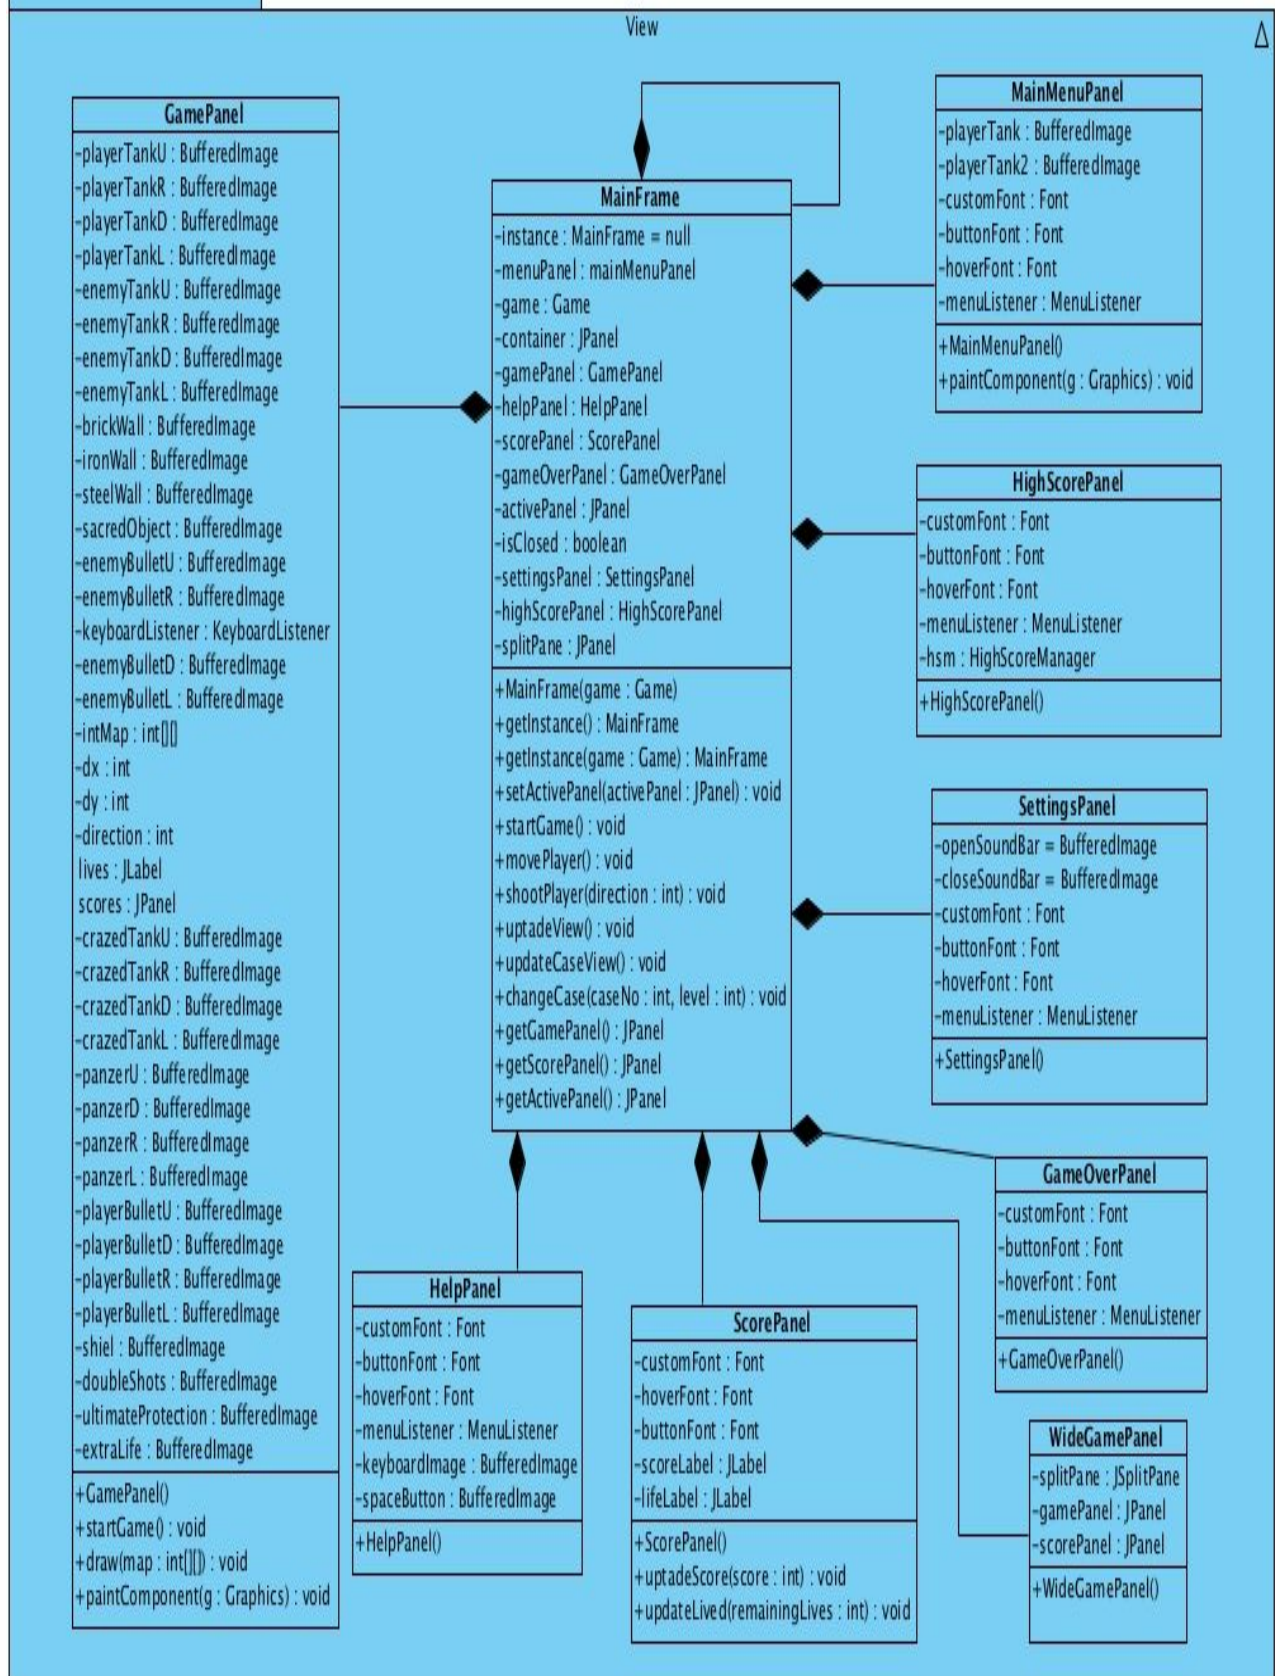 View
GamePanel
-playerTankU : BufferedImage
-playerTankR : BufferedImage
-playerTankD : BufferedImage
-playerTankL : BufferedImage
-enemyTankU : BufferedImage
-enemyTankR : BufferedImage
-enemyTankD : BufferedImage
-enemyTankL : BufferedImage
-brickWall : BufferedImage
-ironWall : BufferedImage
-steelWall : BufferedImage
-sacredObject : BufferedImage
-enemyBulletU : BufferedImage
-enemyBulletR : BufferedImage
-keyboardListener : KeyboardListener
-enemyBulletD : BufferedImage
-enemyBulletL : BufferedImage
-intMap : int[][]
-dx : int
-dy : int
-direction : int
lives : JLabel
scores : JPanel
-crazedTankU : BufferedImage
-crazedTankR : BufferedImage
-crazedTankD : BufferedImage
-crazedTankL : BufferedImage
-panzerU : BufferedImage
-panzerD : BufferedImage
-panzerR : BufferedImage
-panzerL : BufferedImage
-playerBulletU : BufferedImage
-playerBulletD : BufferedImage
-playerBulletR : BufferedImage
-playerBulletL : BufferedImage
-shiel : BufferedImage
-doubleShots : BufferedImage
-ultimateProtection : BufferedImage
-extraLife : BufferedImage
+GamePanel()
+startGame() : void
+draw(map : int[][]) : void
+paintComponent(g : Graphics) : void
MainFrame
-instance : MainFrame = null
-menuPanel : mainMenuPanel
-game : Game
-container : JPanel
-gamePanel : GamePanel
-helpPanel : HelpPanel
-scorePanel : ScorePanel
-gameOverPanel : GameOverPanel
-activePanel : JPanel
-isClosed : boolean
-settingsPanel : SettingsPanel
-highScorePanel : HighScorePanel
-splitPane : JPanel
+MainFrame(game : Game)
+getInstance() : MainFrame
+getInstance(game : Game) : MainFrame
+setActivePanel(activePanel : JPanel) : void
+startGame() : void
+movePlayer() : void
+shootPlayer(direction : int) : void
+uptadeView() : void
+updateCaseView() : void
+changeCase(caseNo : int, level : int) : void
+getGamePanel() : JPanel
+getScorePanel() : JPanel
+getActivePanel() : JPanel
MainMenuPanel
-playerTank : BufferedImage
-playerTank2 : BufferedImage
-customFont : Font
-buttonFont : Font
-hoverFont : Font
-menuListener : MenuListener
+MainMenuPanel()
+paintComponent(g : Graphics) : void
HighScorePanel
-customFont : Font
-buttonFont : Font
-hoverFont : Font
-menuListener : MenuListener
-hsm : HighScoreManager
+HighScorePanel()
SettingsPanel
-openSoundBar = BufferedImage
-closeSoundBar = BufferedImage
-customFont : Font
-buttonFont : Font
-hoverFont : Font
-menuListener : MenuListener
+SettingsPanel()
GameOverPanel
-customFont : Font
-buttonFont : Font
-hoverFont : Font
-menuListener : MenuListener
+GameOverPanel()
HelpPanel
-customFont : Font
-buttonFont : Font
-hoverFont : Font
-menuListener : MenuListener
-keyboardImage : BufferedImage
-spaceButton : BufferedImage
+HelpPanel()
ScorePanel
-customFont : Font
-hoverFont : Font
-buttonFont : Font
-scoreLabel : JLabel
-lifeLabel : JLabel
+ScorePanel()
+uptadeScore(score : int) : void
+updateLived(remainingLives : int) : void
WideGamePanel
-splitPane : JSplitPane
-gamePanel : JPanel
-scorePanel : JPanel
+WideGamePanel()